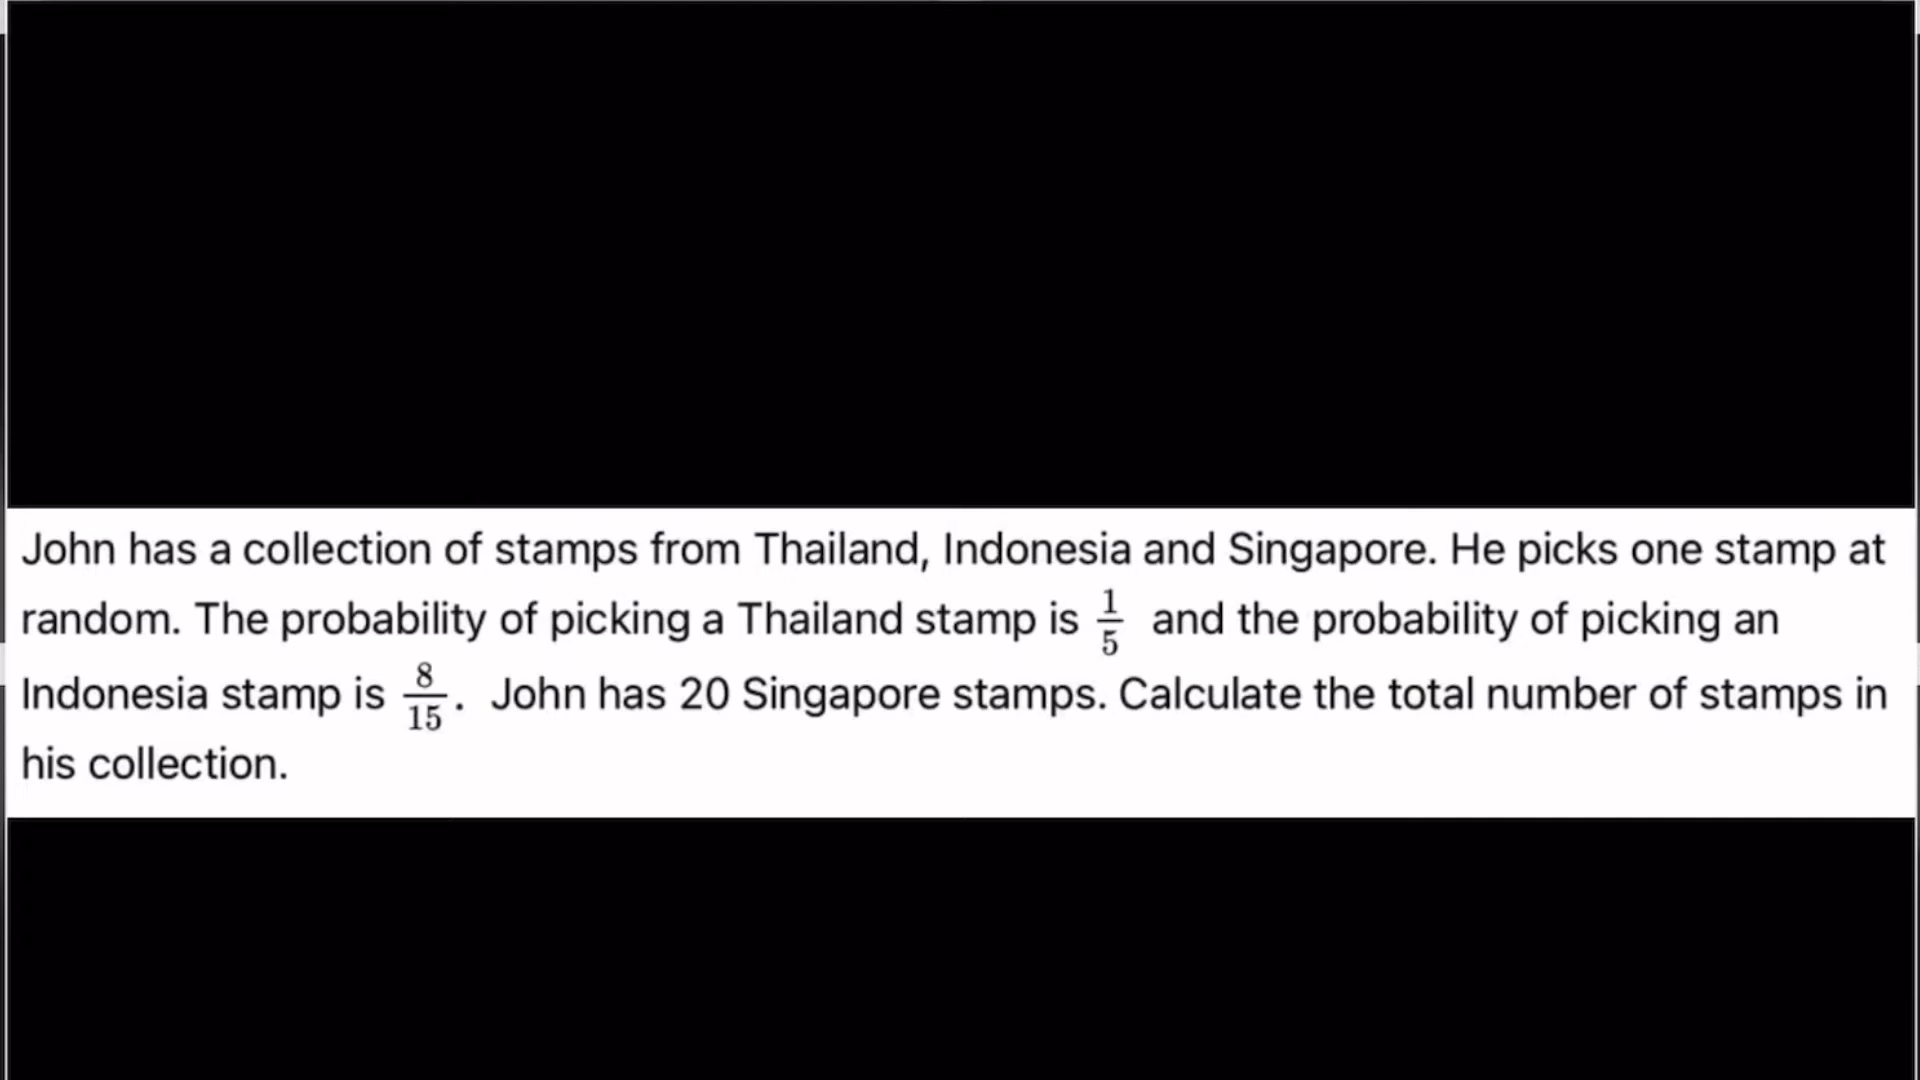 John has a collection of stamps from Thailand, Indonesia and Singapore. He picks one stamp at
random. The probability of picking a Thailand stamp is 1/5 and the probability of picking an
Indonesia stamp is 8/15. John has 20 Singapore stamps. Calculate the total number of stamps in
his collection.